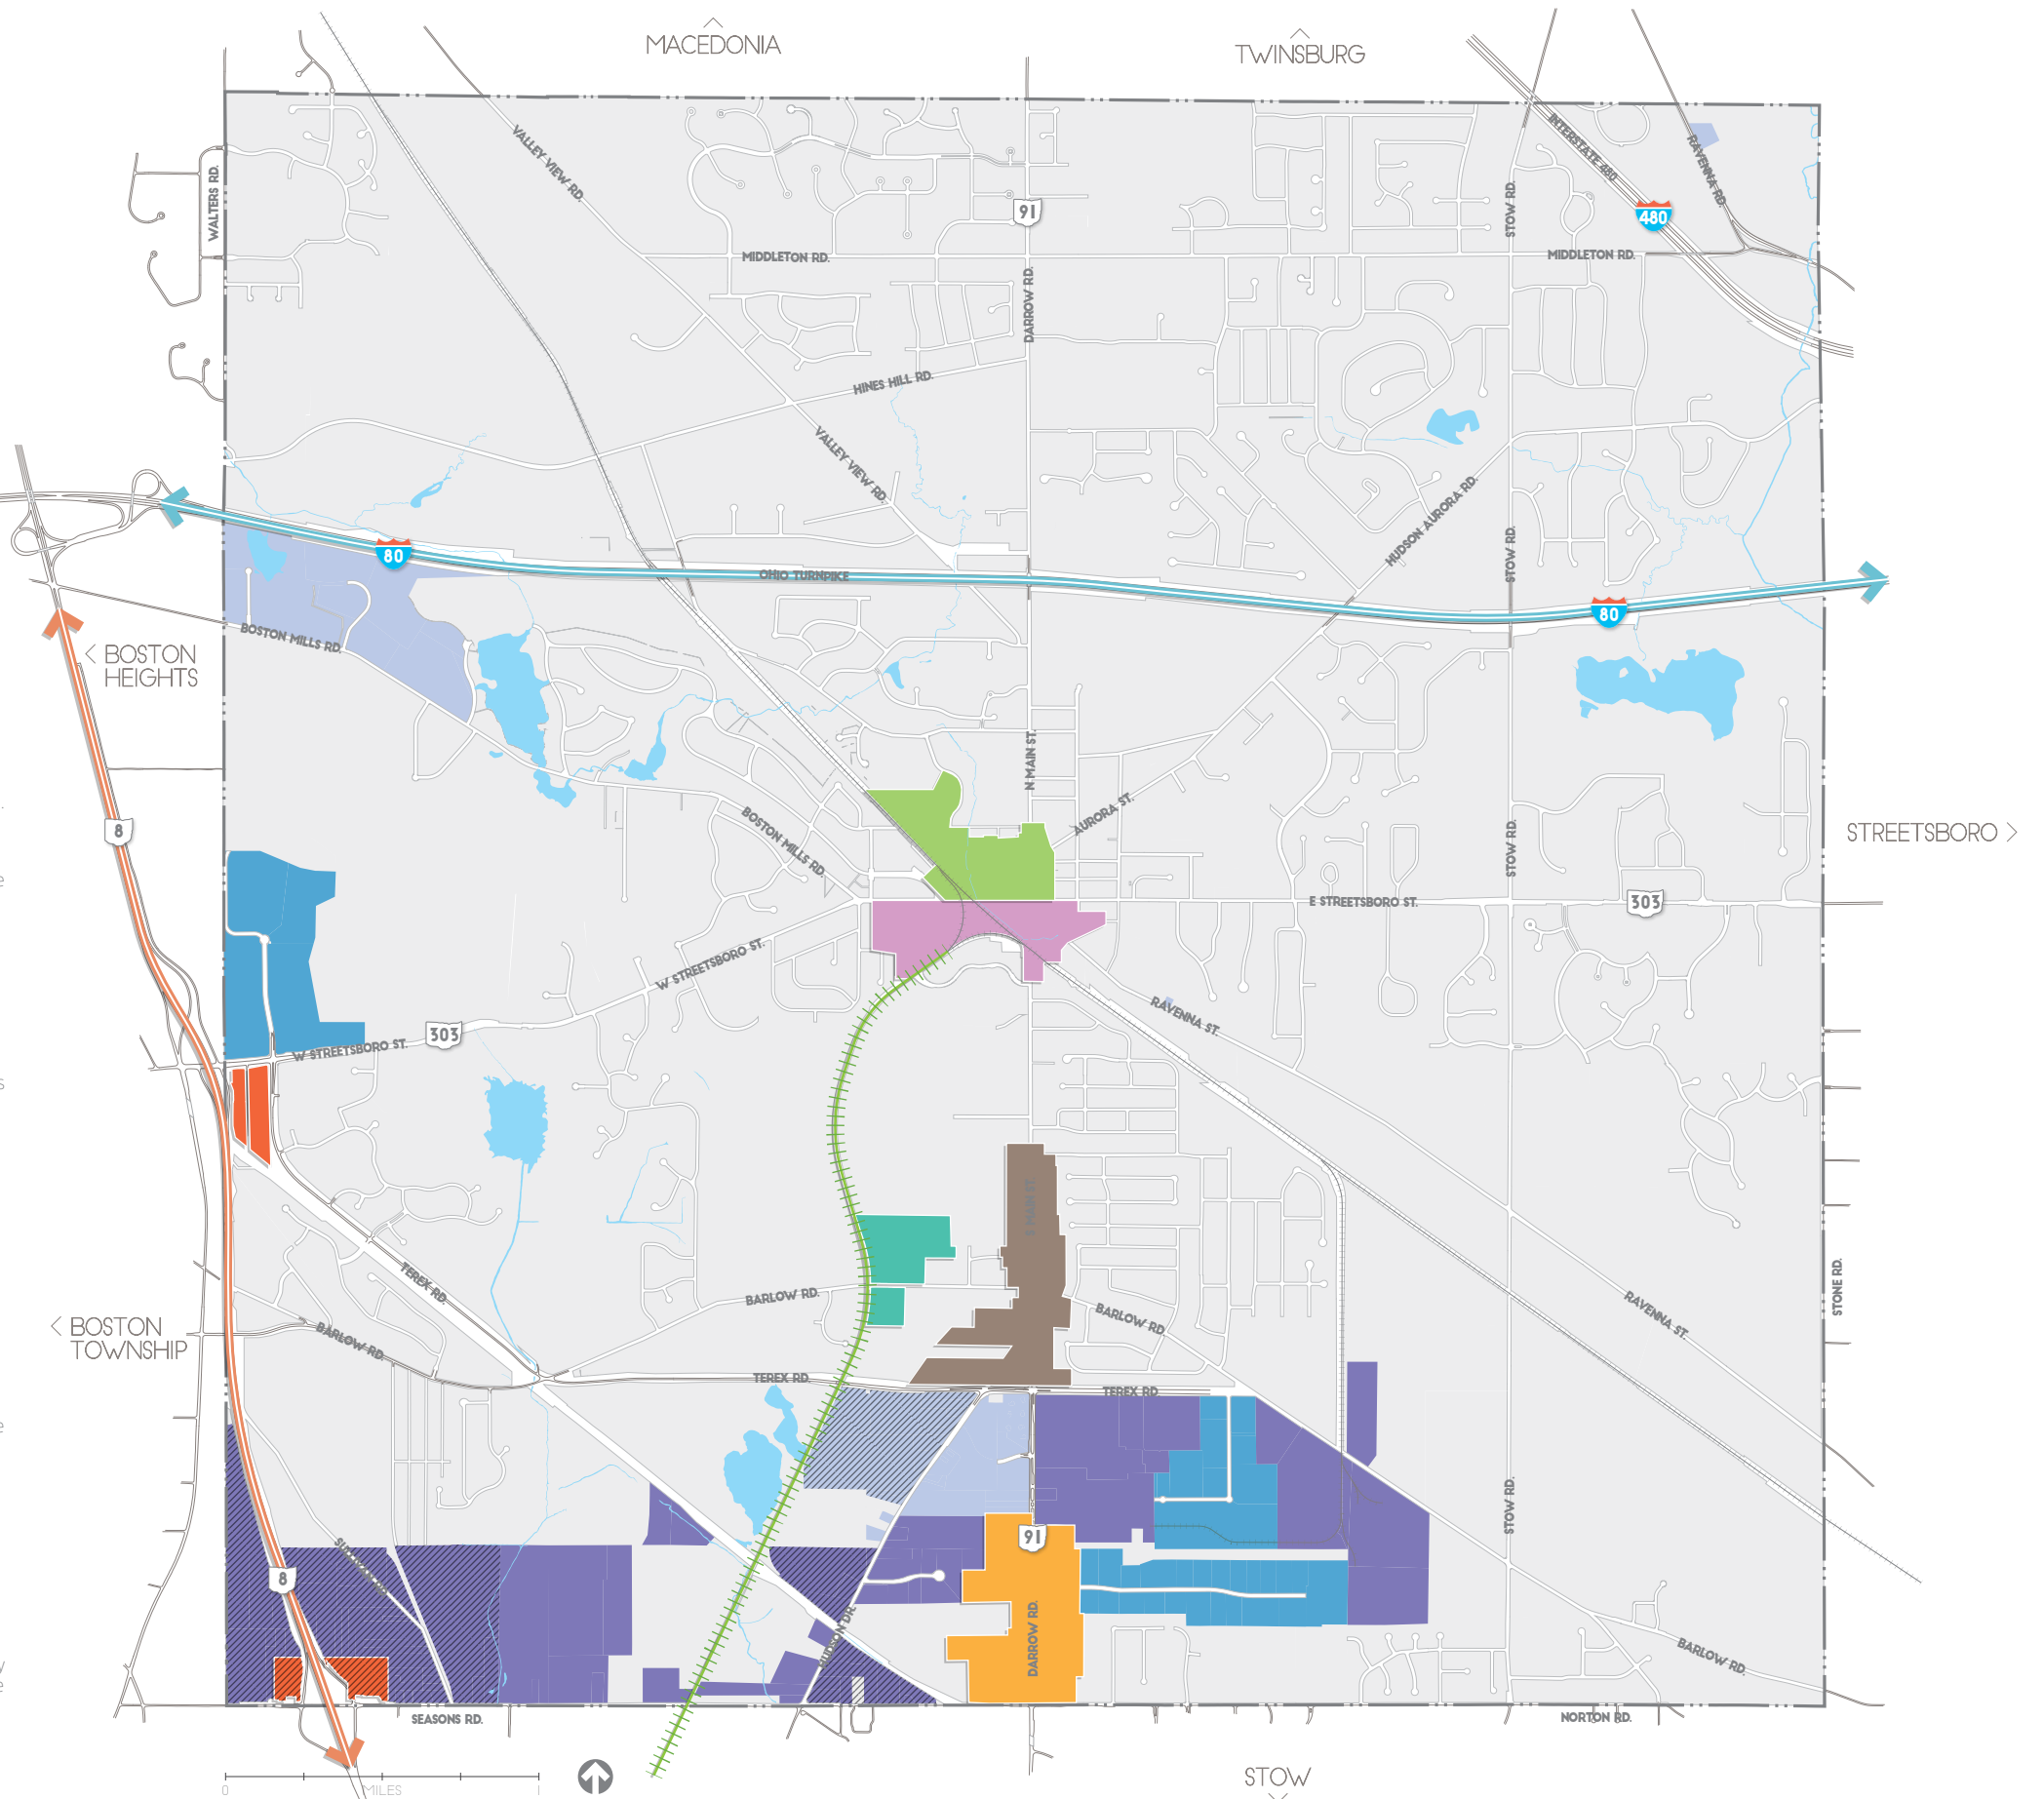 MACEDONIA
TWINSBURG
VALLEY VIEW RD.
INTERSTATE 480
RAVENNA RD.
WALTERS RD.
STOW RD.
91
480
MIDDLETON RD.
MIDDLETON RD.
DARROW RD.
HINES HILL RD.
VALLEY VIEW RD.
HUDSON AURORA RD.
STOW RD.
80
OHIO TURNPIKE
80
BOSTON MILLS RD.
BOSTON
HEIGHTS
N MAIN ST.
8
BOSTON MILLS RD.
AURORA ST.
STOW RD.
STREETSBORO
E STREETSBORO ST.
303
W STREETSBORO ST.
RAVENNA ST.
303
W STREETSBORO ST.
S MAIN ST.
TEREX RD.
BARLOW RD.
BARLOW RD.
STONE RD.
RAVENNA ST.
BOSTON
TOWNSHIP
BARLOW RD.
TEREX RD.
TEREX RD
STOW RD.
91
8
HUDSON DR.
DARROW RD.
BARLOW RD.
SEASONS RD.
NORTON RD.
STOW
0
MILES
1